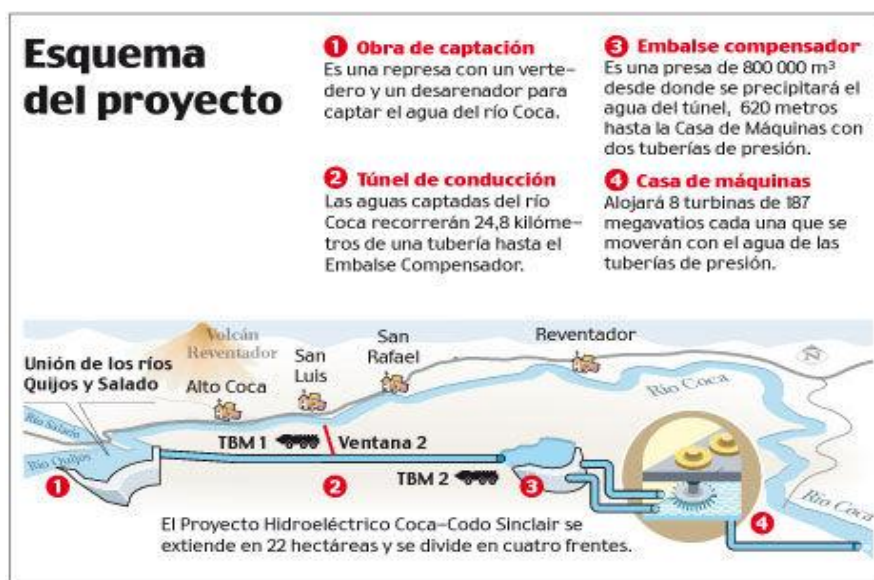 Esquema
del proyecto
1 Obra de captación
Es una represa con un verte-
dero y un desarenador para
captar el agua del río Coca.
2 Túnel de conducción
Las aguas captadas del río
Coca recorrerán 24,8 kilóme-
tros de una tubería hasta el
Embalse Compensador.
3 Embalse compensador
Es una presa de 800 000 m³
desde donde se precipitará el
agua del túnel, 620 metros
hasta la Casa de Máquinas con
dos tuberías de presión.
4 Casa de máquinas
Alojará 8 turbinas de 187
megavatios cada una que se
moverán con el agua de las
tuberías de presión.
Volcán
Reventador
Unión de los ríos
Quijos y Salado
Alto Coca
San
Luis
San
Rafael
Reventador
N
Río Coca
Río Salado
Río Quijos
TBM 1
Ventana 2
TBM 2
Río Coca
1
2
3
4
El Proyecto Hidroeléctrico Coca-Codo Sinclair se
extiende en 22 hectáreas y se divide en cuatro frentes.